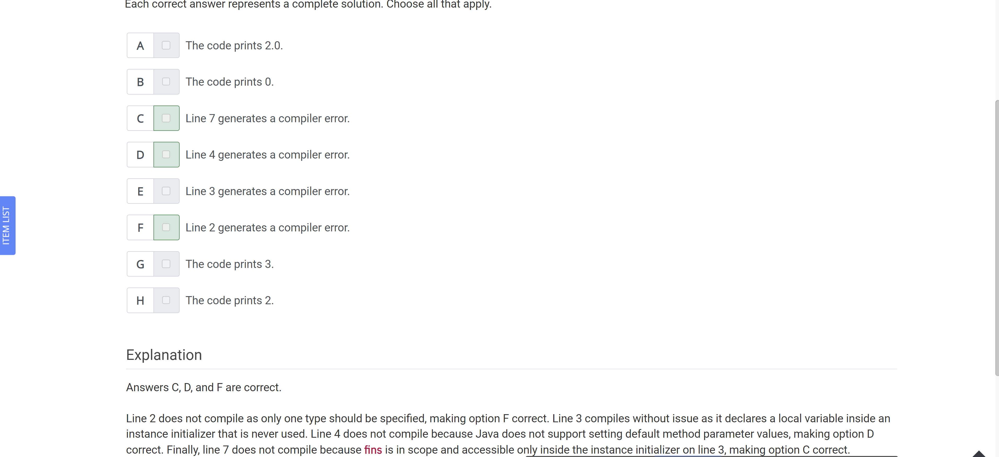 Each correct answer represents a complete solution. Choose all that apply.
A The code prints 2.0.
B The code prints 0.
C Line 7 generates a compiler error.
D Line 4 generates a compiler error.
E Line 3 generates a compiler error.
ITEM LIST
F Line 2 generates a compiler error.
G The code prints 3.
H The code prints 2.
Explanation
Answers C, D, and F are correct.
Line 2 does not compile as only one type should be specified, making option F correct. Line 3 compiles without issue as it declares a local variable inside an
instance initializer that is never used. Line 4 does not compile because Java does not support setting default method parameter values, making option D
correct. Finally, line 7 does not compile because fins is in scope and accessible only inside the instance initializer on line 3, making option C correct.